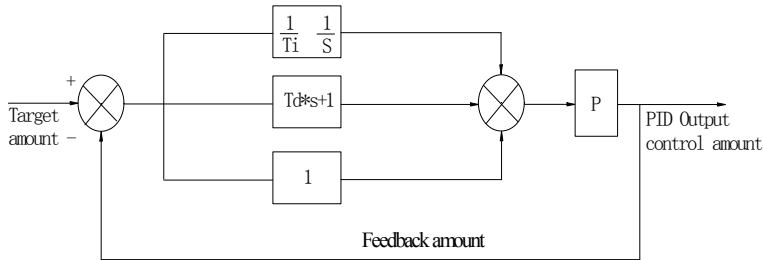 1 1
Ti S
+
Target
amount -
Td*s+1
1
P
PID Output
control amount
Feedback amount